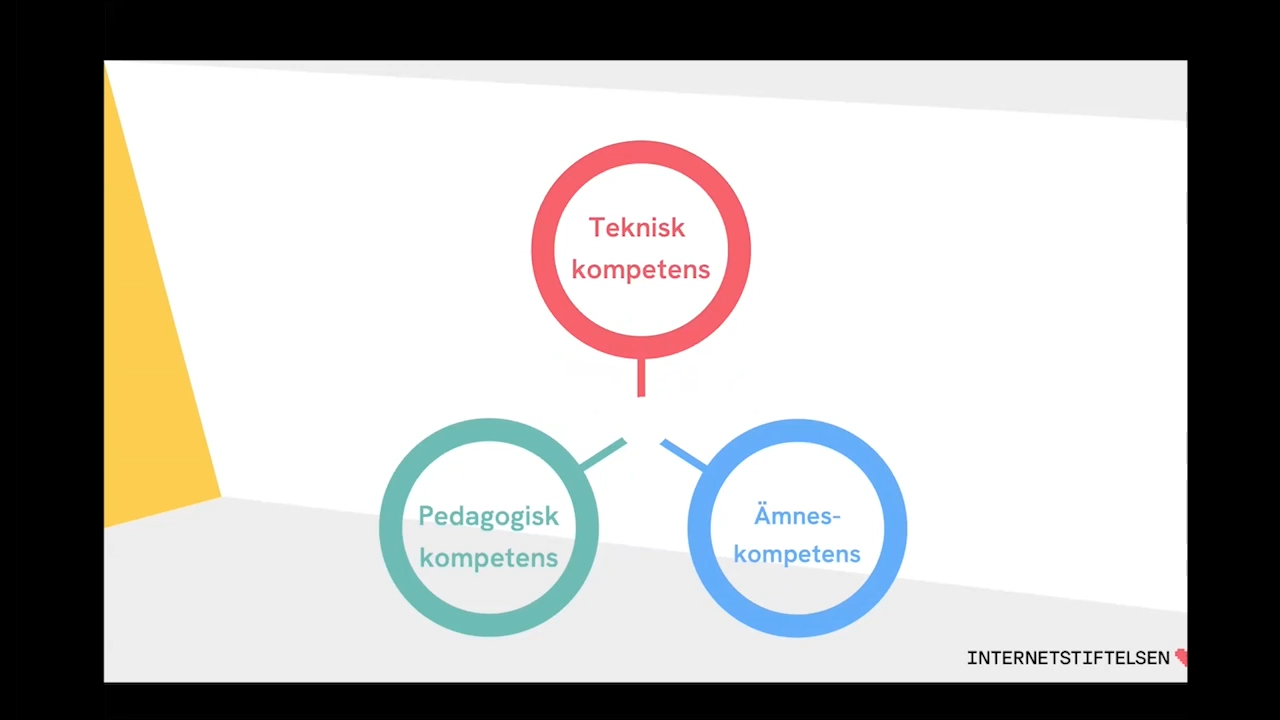 Teknisk
kompetens
Pedagogisk
kompetens
Ämnes-
kompetens
INTERNETSTIFTELSEN